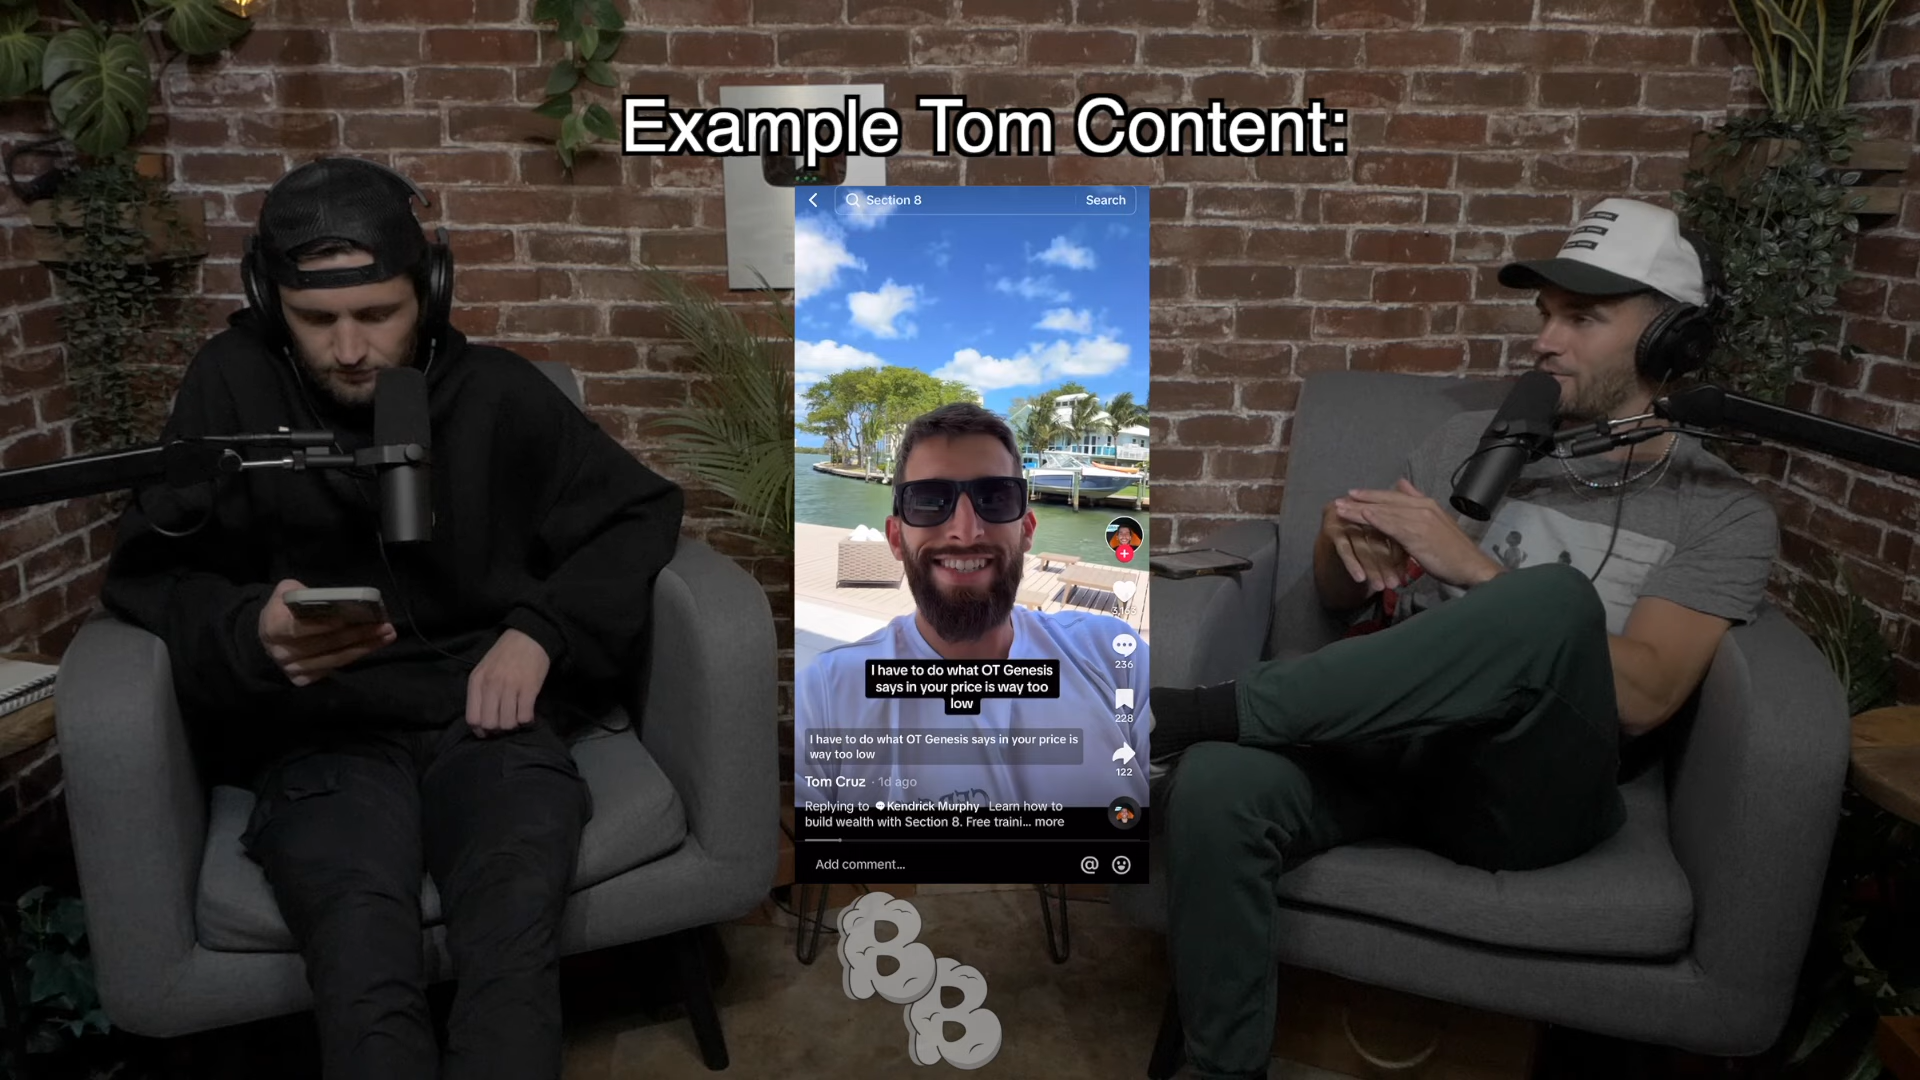 Example Tom Content:
Section 8
Search
I have to do what OT Genesis
says in your price is way too
low
3,163
236
228
122
I have to do what OT Genesis says in your price is
way too low
Tom Cruz · 1d ago
Replying to Kendrick Murphy Learn how to
build wealth with Section 8. Free traini... more
Add comment...
@
BB